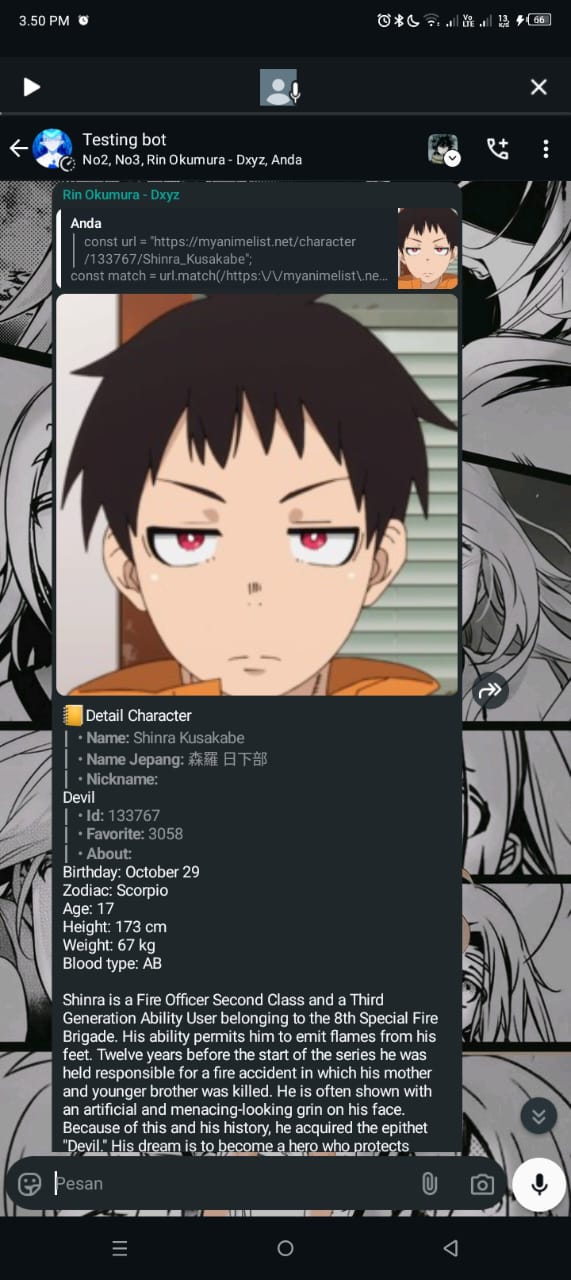 3.50 PM
Vo
LTE
13
K/S
66
Testing bot
No2, No3, Rin Okumura - Dxyz, Anda
Rin Okumura - Dxyz
Anda
const url = "https://myanimelist.net/character
/133767/Shinra_Kusakabe";
const match = url.match(/https:\/\/myanimelist\.ne...
Detail Character
• Name: Shinra Kusakabe
• Name Jepang: 森羅 日下部
• Nickname:
Devil
• Id: 133767
• Favorite: 3058
• About:
Birthday: October 29
Zodiac: Scorpio
Age: 17
Height: 173 cm
Weight: 67 kg
Blood type: AB
Shinra is a Fire Officer Second Class and a Third
Generation Ability User belonging to the 8th Special Fire
Brigade. His ability permits him to emit flames from his
feet. Twelve years before the start of the series he was
held responsible for a fire accident in which his mother
and younger brother was killed. He is often shown with
an artificial and menacing-looking grin on his face.
Because of this and his history, he acquired the epithet
"Devil." His dream is to become a hero who protects
Pesan